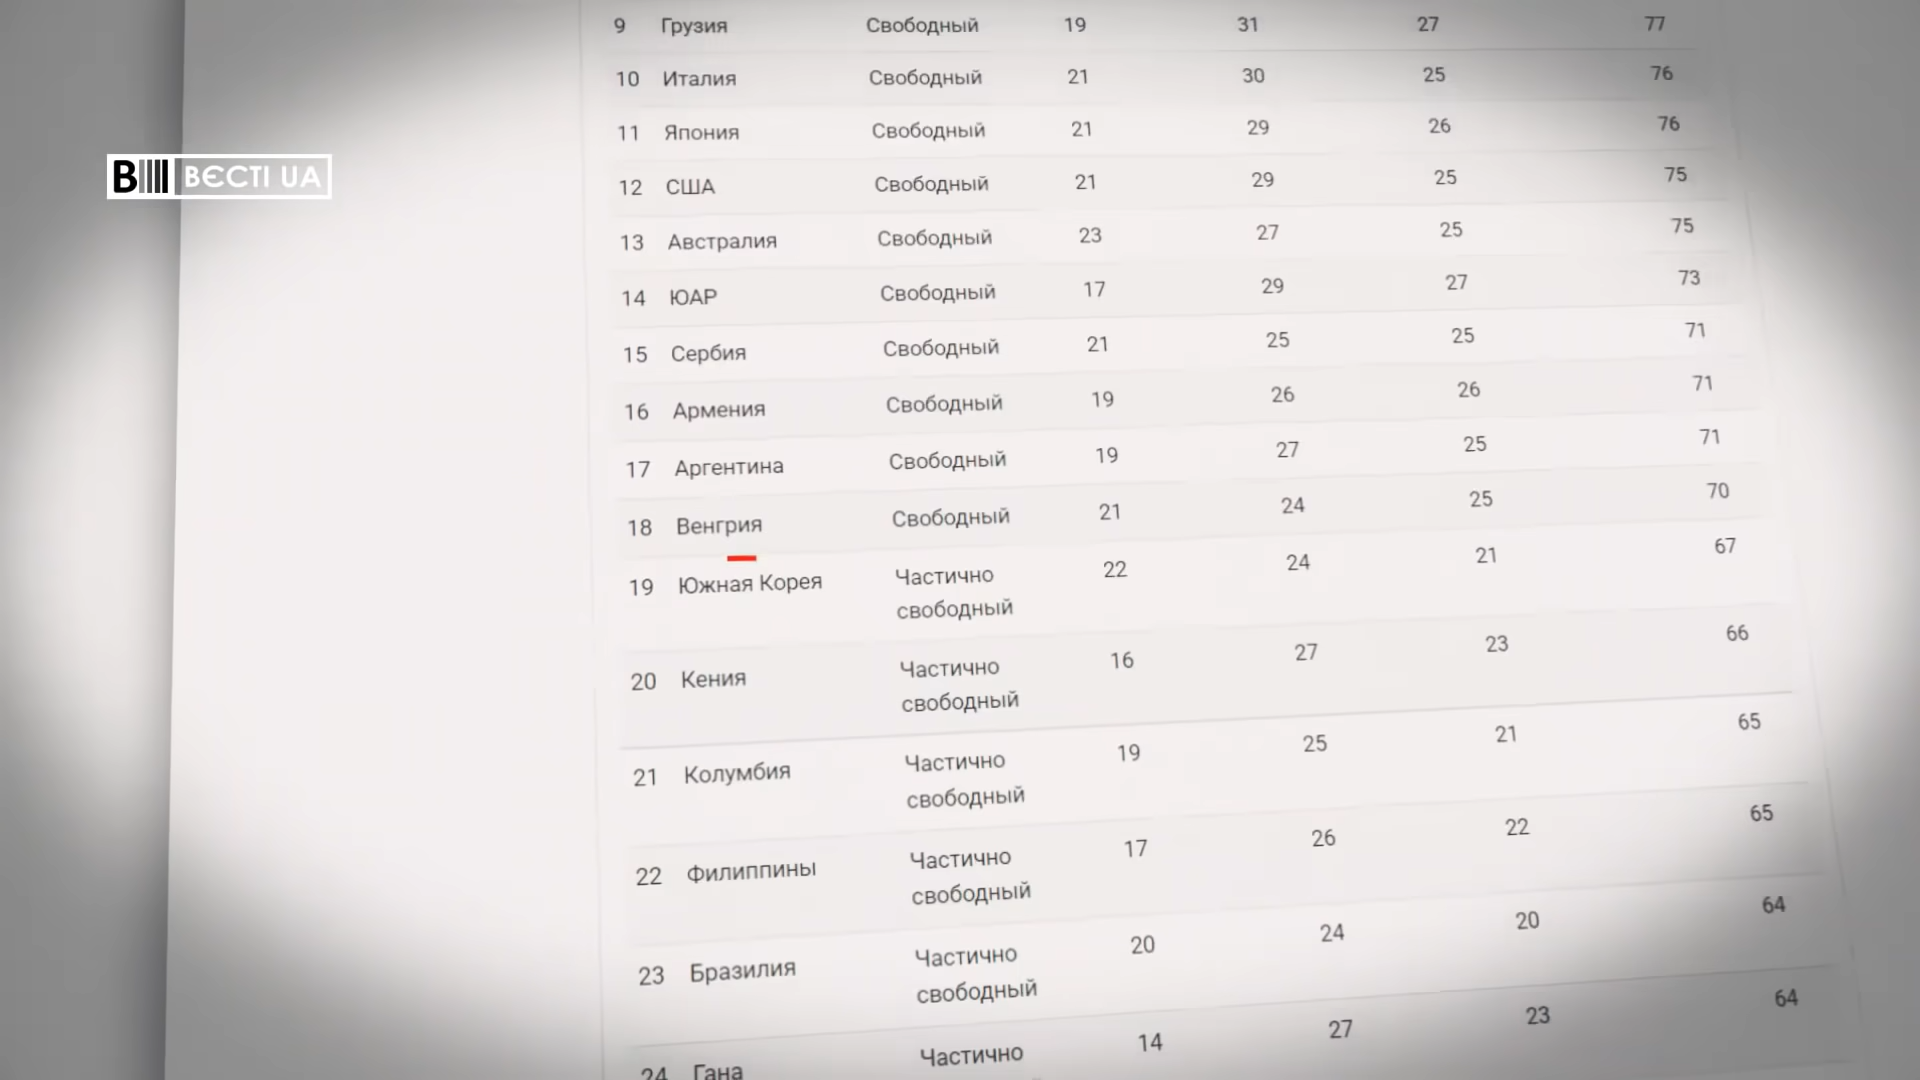 9 Грузия Свободный 19 31 27 77
10 Италия Свободный 21 30 25 76
11 Япония Свободный 21 29 26 76
В ВЄСТІ UA
12 США Свободный 21 29 25 75
13 Австралия Свободный 23 27 25 75
14 ЮАР Свободный 17 29 27 73
15 Сербия Свободный 21 25 25 71
16 Армения Свободный 19 26 26 71
17 Аргентина Свободный 19 27 25 71
18 Венгрия Свободный 21 24 25 70
19 Южная Корея Частично 22 24 21 67
свободный
20 Кения Частично 16 27 23 66
свободный
21 Колумбия Частично 19 25 21 65
свободный
22 Филиппины Частично 17 26 22 65
свободный
23 Бразилия Частично 20 24 20 64
свободный
24 Гана Частично 14 27 23 64